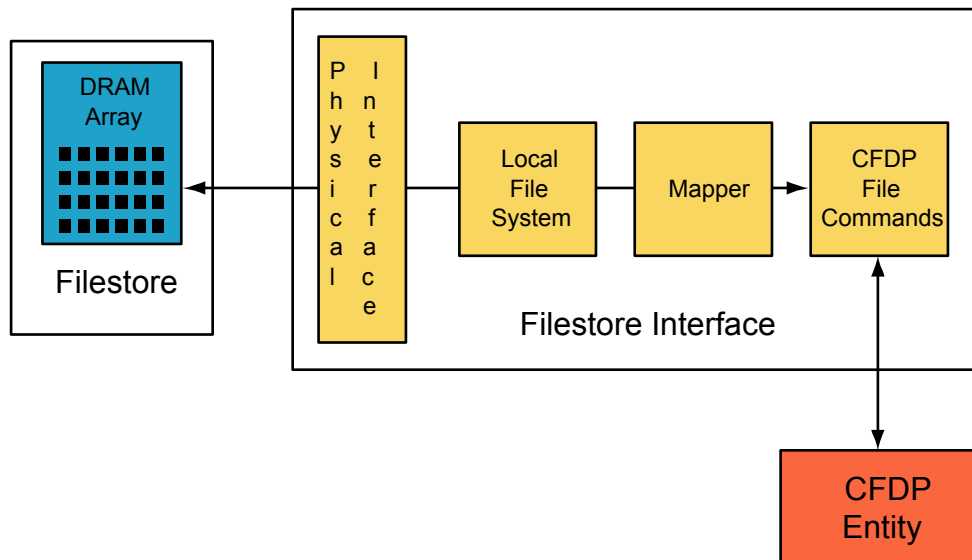 DRAM
Array
Filestore
Physical
Interface
Local
File
System
Mapper
CFDP
File
Commands
Filestore Interface
CFDP
Entity